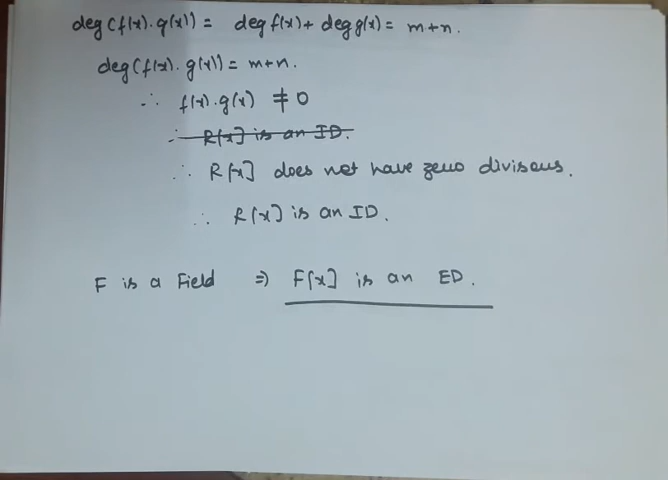 deg(f(x).g(x)) = deg f(x) + deg g(x) = m+n.
deg(f(x).g(x)) = m+n.
∴ f(x).g(x) ≠ 0
∴ R[x] is an ID.
∴ R[x] does not have zero divisous.
∴ R[x] is an ID.
F is a Field ⇒ F[x] is an ED.